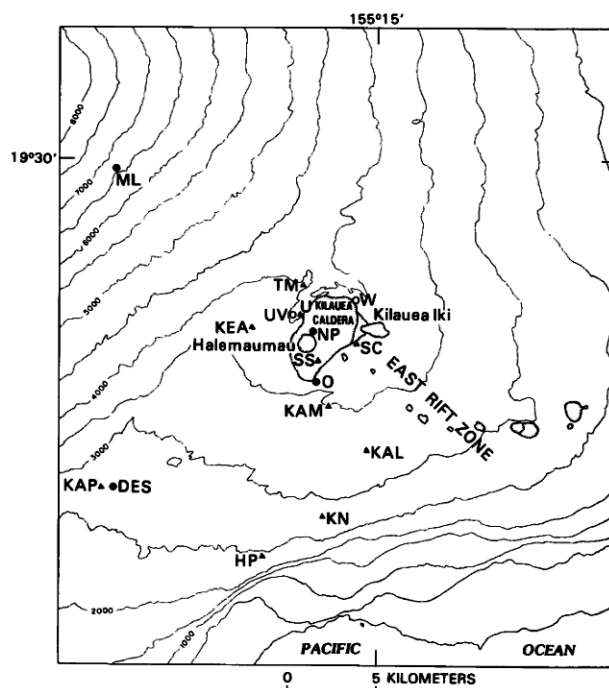 155°15'
19°30'
8000
7000
6000
5000
4000
3000
2000
1000
ML
TM
U
W
UV
KILAUEA
CALDERA
Kilauea Iki
KEA
NP
Halemaumau
SC
SS
O
EAST RIFT ZONE
KAM
KAL
KAP DES
KN
HP
PACIFIC OCEAN
0 5 KILOMETERS